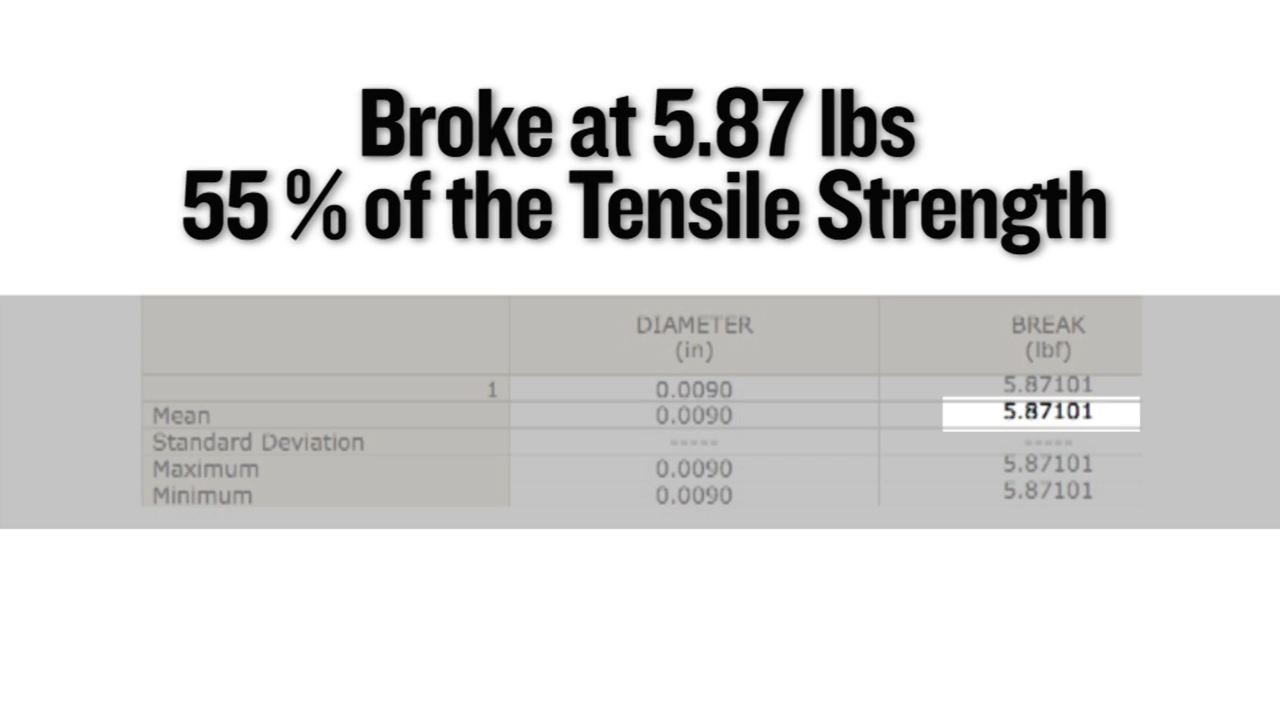 Broke at 5.87 lbs
55 % of the Tensile Strength
DIAMETER BREAK
(in) (lbf)
1 0.0090 5.87101
Mean 0.0090 5.87101
Standard Deviation ----- -----
Maximum 0.0090 5.87101
Minimum 0.0090 5.87101